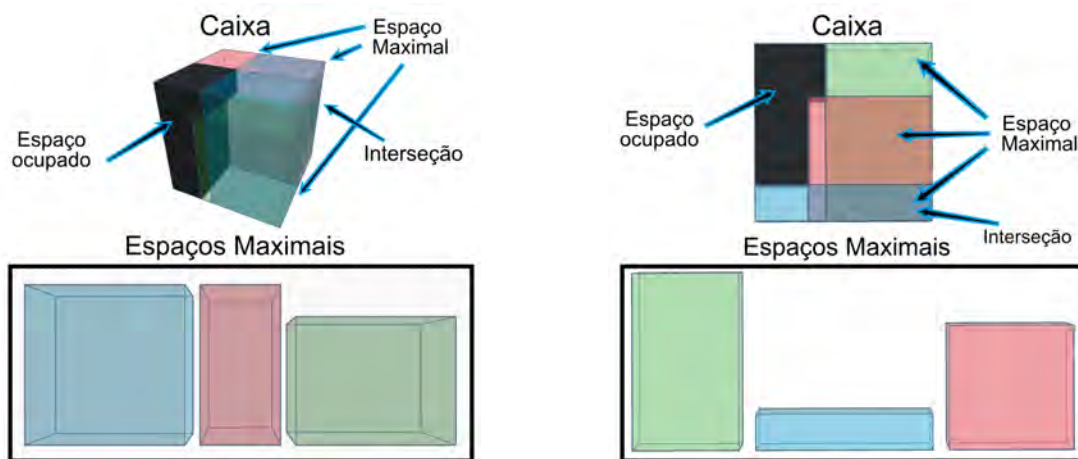 Caixa
Espaço
Maximal
Espaço
ocupado
Interseção
Espaços Maximais
Caixa
Espaço
ocupado
Espaço
Maximal
Interseção
Espaços Maximais